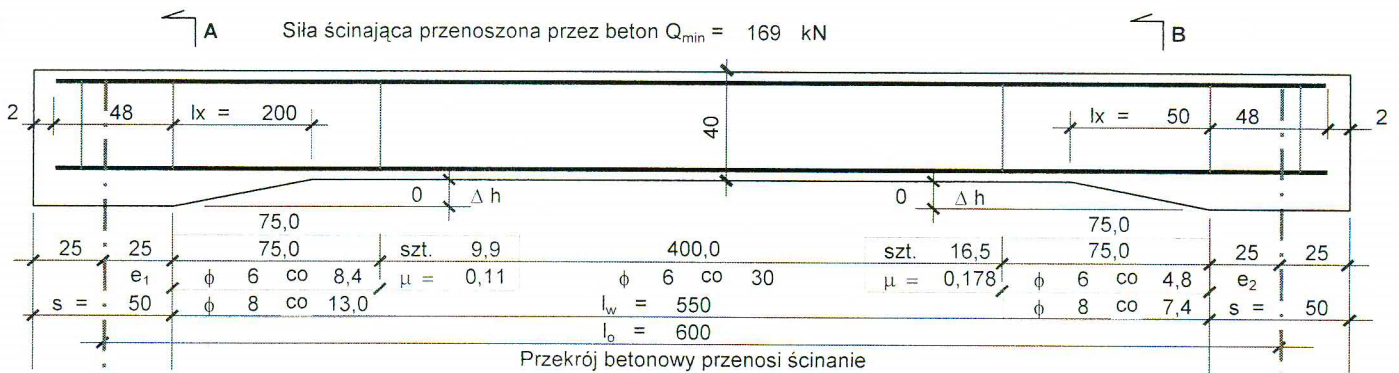 A Siła ścinająca przenoszona przez beton Qmin = 169 kN B
2 48 lx = 200 40 lx = 50 48 2
0 Δ h 0 Δ h
75,0 75,0
25 25 75,0 szt. 9,9 400,0 szt. 16,5 75,0 25 25
e1 ϕ 6 co 8,4 μ = 0,11 ϕ 6 co 30 μ = 0,178 ϕ 6 co 4,8 e2
s = 50 ϕ 8 co 13,0 lw = 550 ϕ 8 co 7,4 s = 50
lo = 600
Przekrój betonowy przenosi ścinanie